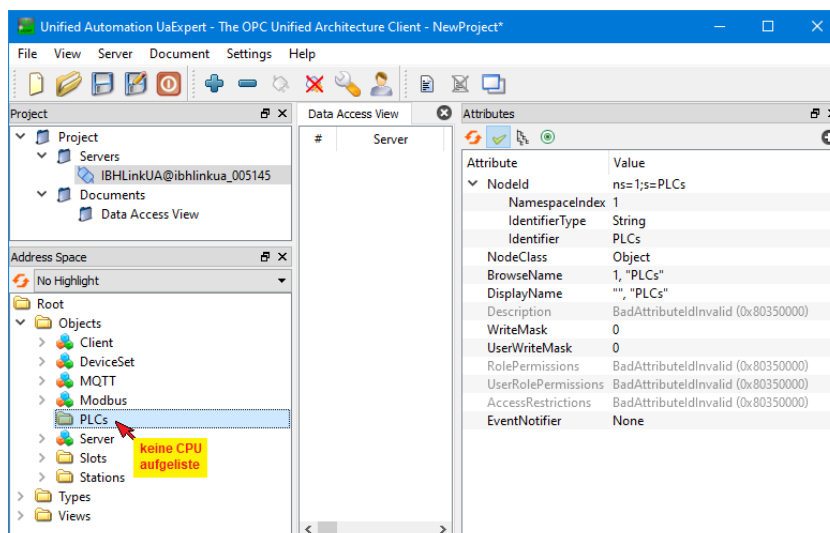 Unified Automation UaExpert - The OPC Unified Architecture Client - NewProject*
File View Server Document Settings Help
Project
Project
Servers
IBHLinkUA@ibhlinkua_005145
Documents
Data Access View
Address Space
No Highlight
Root
Objects
Client
DeviceSet
MQTT
Modbus
PLCs
Server
Slots
Stations
Types
Views
keine CPU
aufgeliste
Data Access View
# Server
Attributes
Attribute Value
NodeId ns=1;s=PLCs
NamespaceIndex 1
IdentifierType String
Identifier PLCs
NodeClass Object
BrowseName 1, "PLCs"
DisplayName "", "PLCs"
Description BadAttributeIdInvalid (0x80350000)
WriteMask 0
UserWriteMask 0
RolePermissions BadAttributeIdInvalid (0x80350000)
UserRolePermissions BadAttributeIdInvalid (0x80350000)
AccessRestrictions BadAttributeIdInvalid (0x80350000)
EventNotifier None